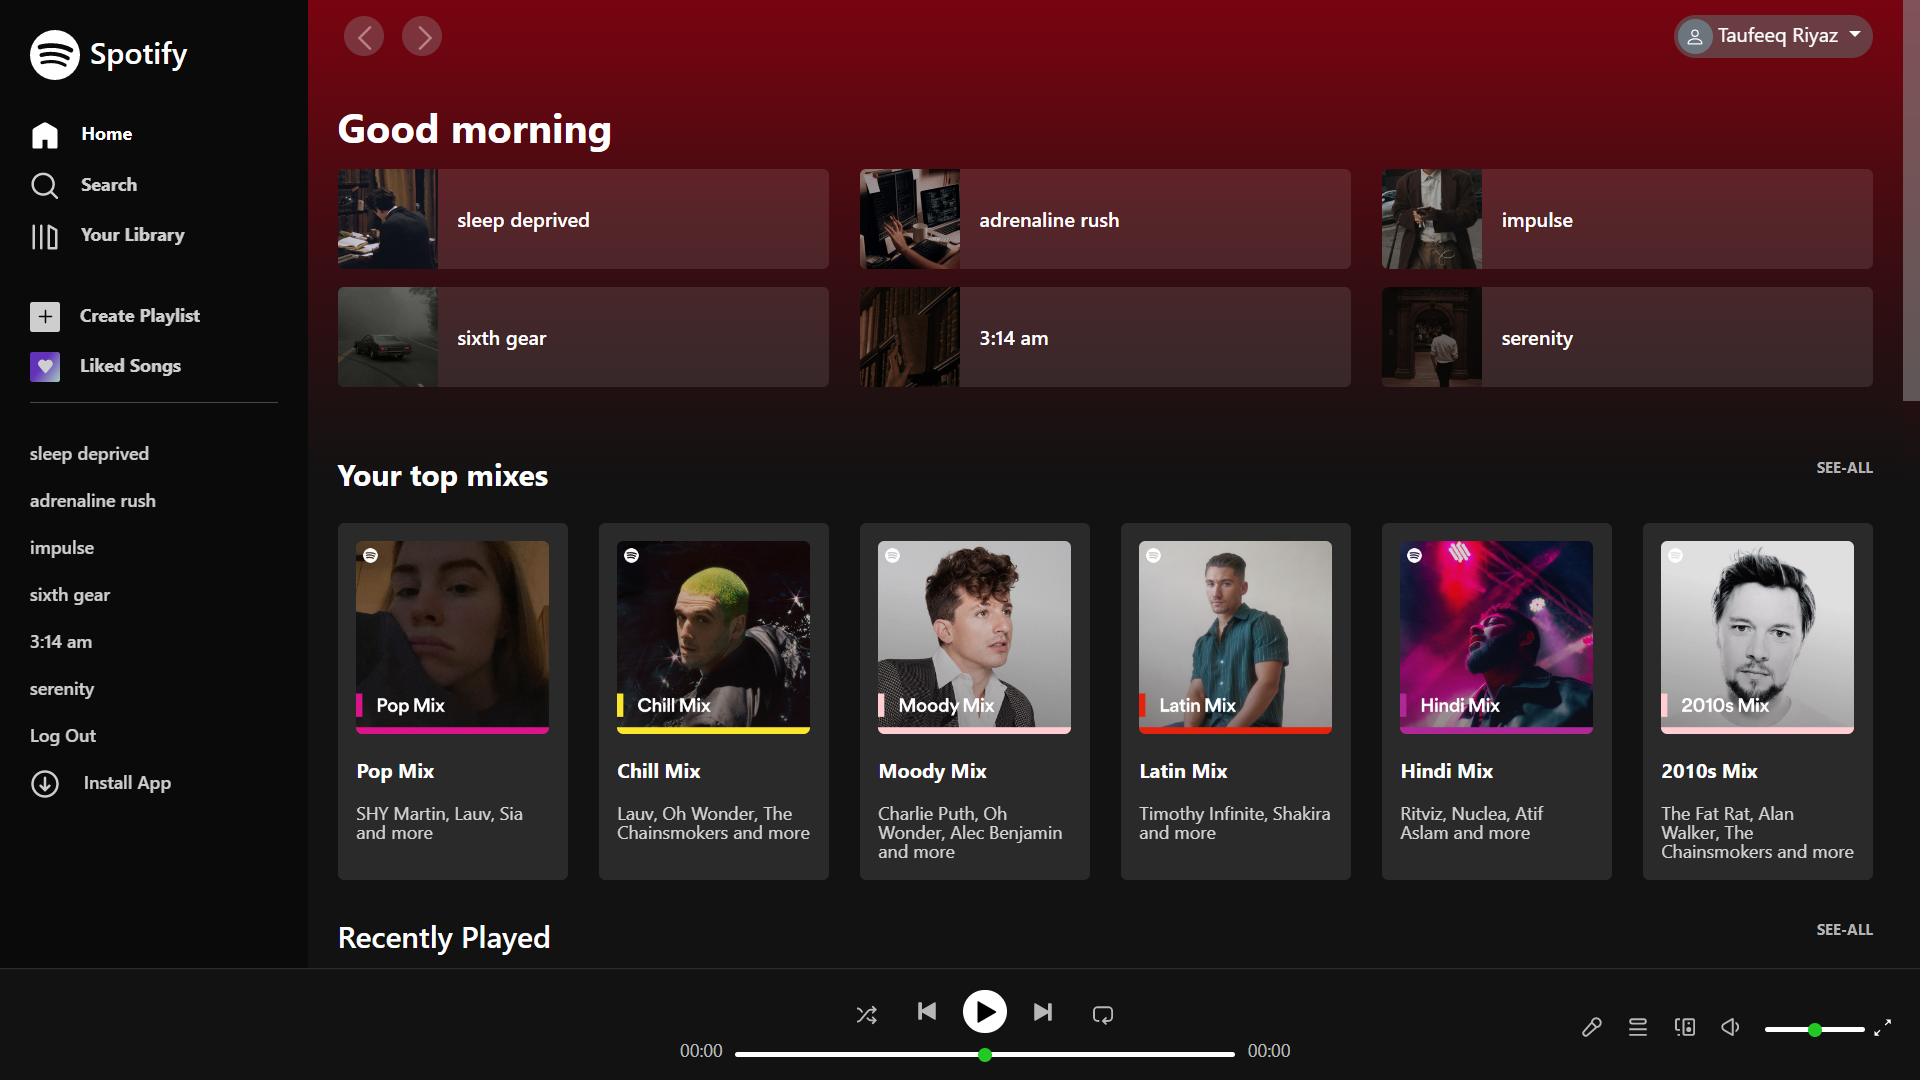 Spotify
Home
Search
Your Library
Create Playlist
Liked Songs
sleep deprived
adrenaline rush
impulse
sixth gear
3:14 am
serenity
Log Out
Install App
Taufeeq Riyaz
Good morning
sleep deprived
adrenaline rush
impulse
sixth gear
3:14 am
serenity
Your top mixes
SEE-ALL
Pop Mix
Chill Mix
Moody Mix
Latin Mix
Hindi Mix
2010s Mix
Pop Mix
SHY Martin, Lauv, Sia
and more
Chill Mix
Lauv, Oh Wonder, The
Chainsmokers and more
Moody Mix
Charlie Puth, Oh
Wonder, Alec Benjamin
and more
Latin Mix
Timothy Infinite, Shakira
and more
Hindi Mix
Ritviz, Nuclea, Atif
Aslam and more
2010s Mix
The Fat Rat, Alan
Walker, The
Chainsmokers and more
Recently Played
SEE-ALL
00:00
00:00